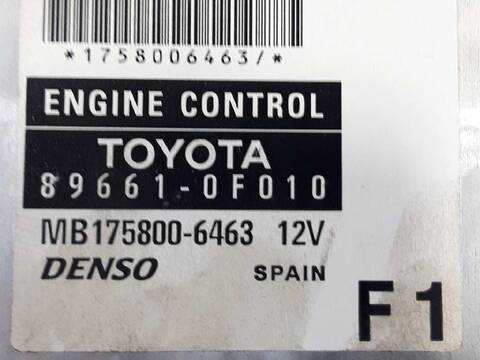 *1758006463/*
ENGINE CONTROL
TOYOTA
89661-0F010
MB175800-6463 12V
DENSO SPAIN
F1